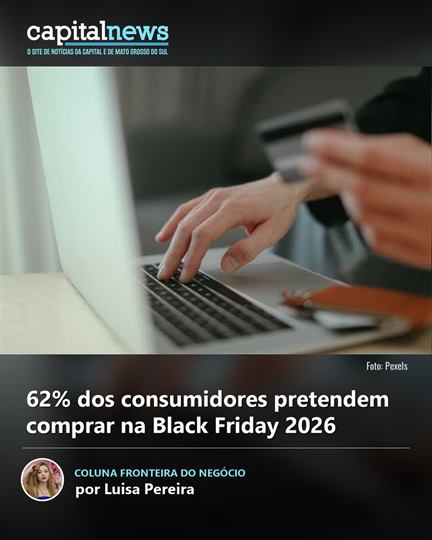 capitalnews
O SITE DE NOTÍCIAS DA CAPITAL E DE MATO GROSSO DO SUL
Foto: Pexels
62% dos consumidores pretendem
comprar na Black Friday 2026
COLUNA FRONTEIRA DO NEGÓCIO
por Luisa Pereira